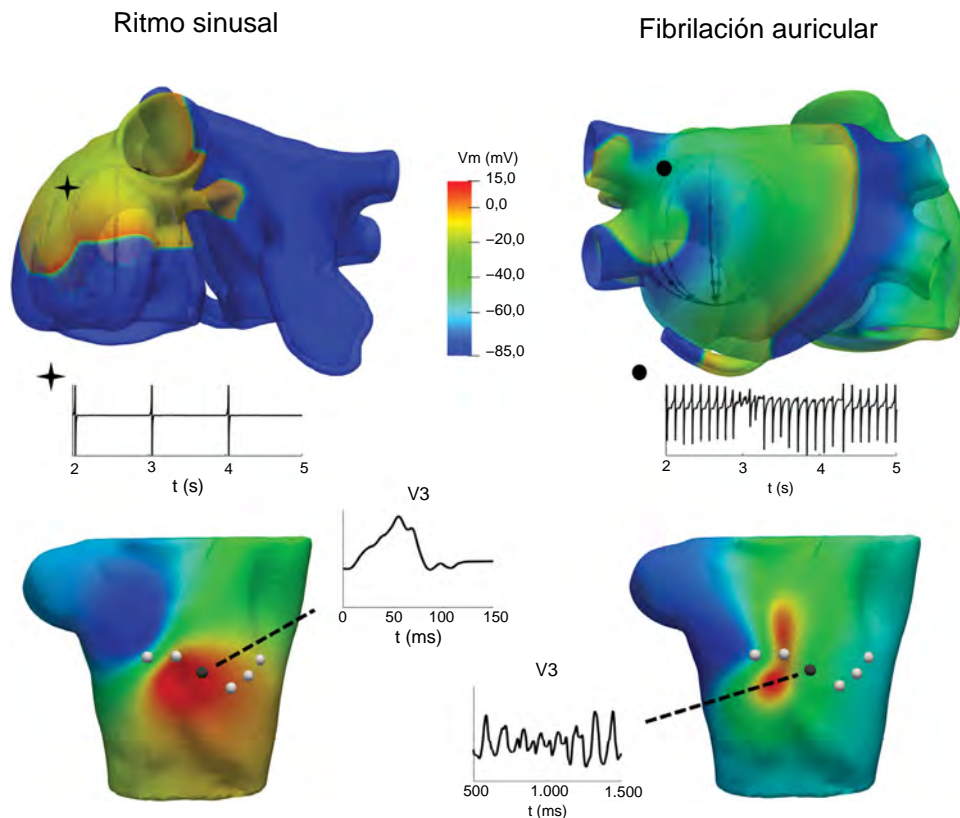 Ritmo sinusal
Fibrilación auricular
Vm (mV)
15,0
0,0
–20,0
–40,0
–60,0
–85,0
2 3 4 5
t (s)
2 3 4 5
t (s)
V3
0 50 100 150
t (ms)
V3
500 1.000 1.500
t (ms)